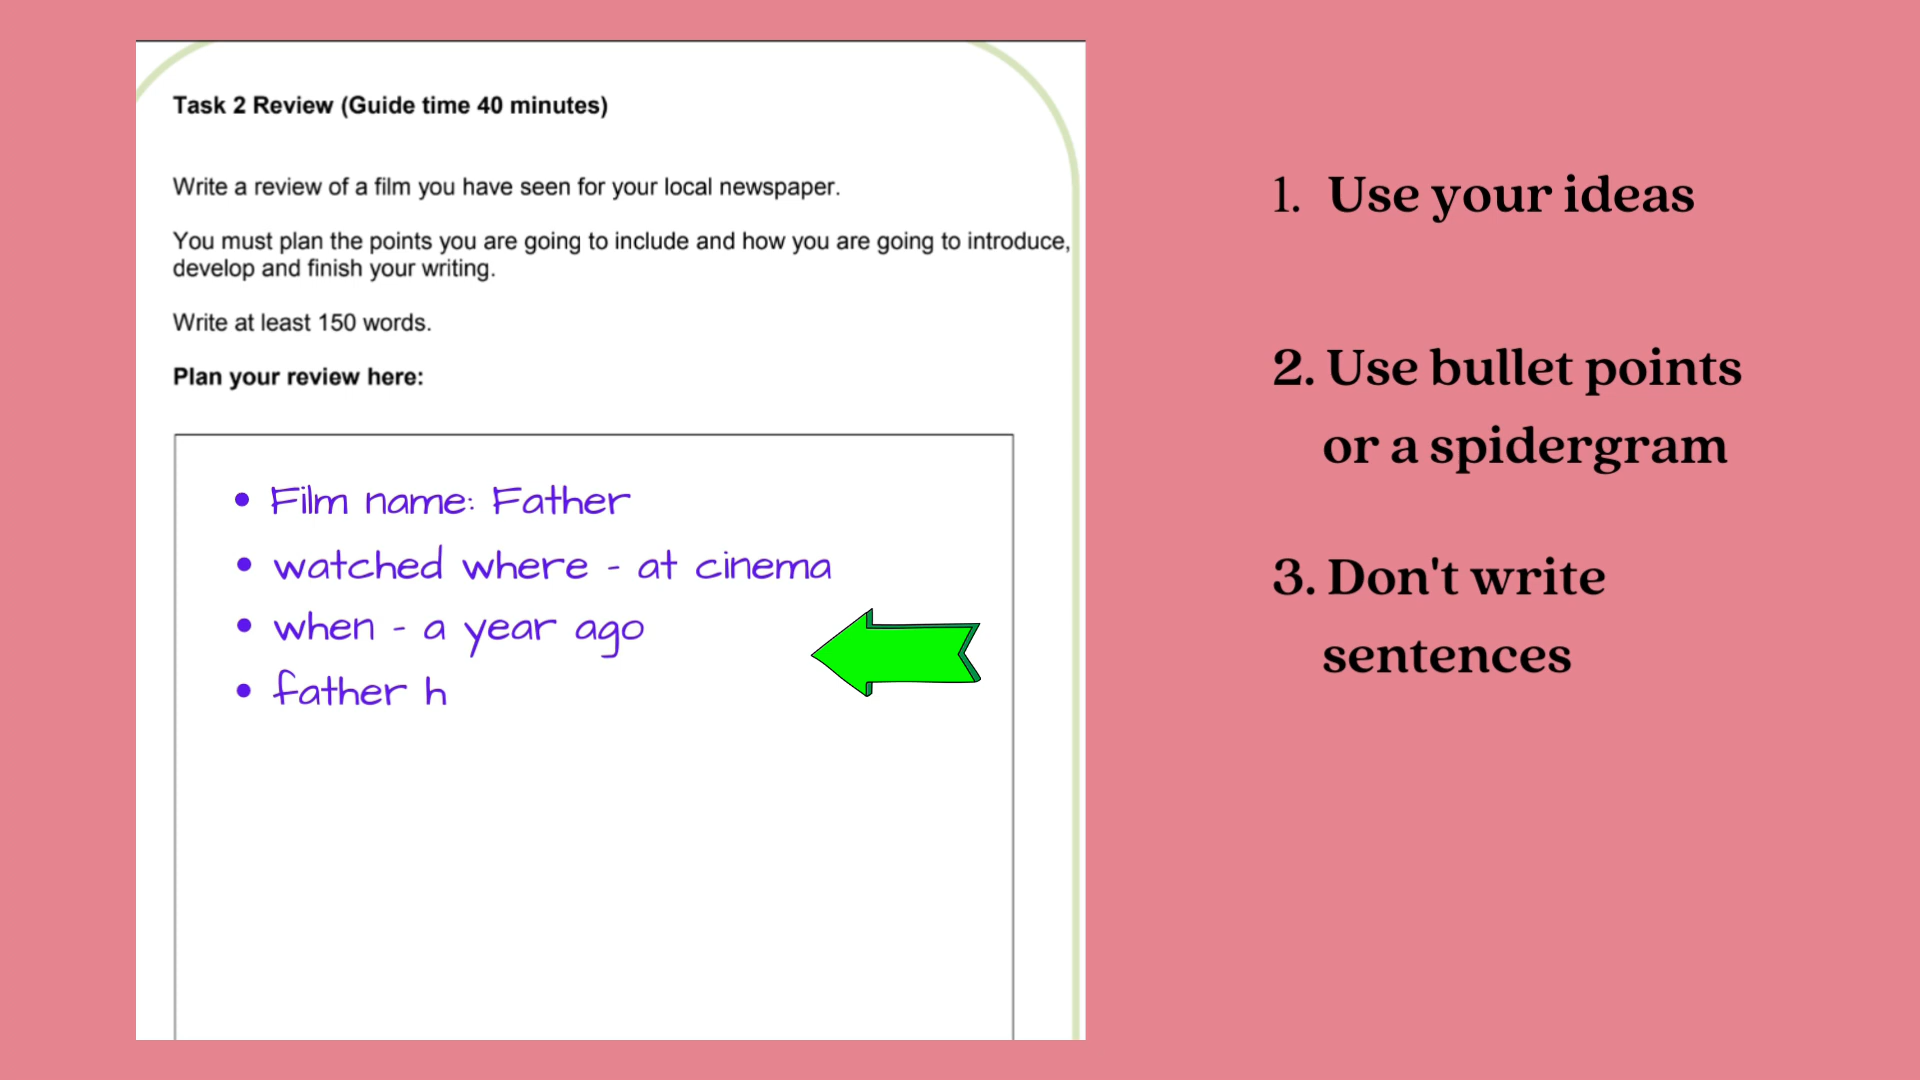 Task 2 Review (Guide time 40 minutes)
Write a review of a film you have seen for your local newspaper.
You must plan the points you are going to include and how you are going to introduce,
develop and finish your writing.
Write at least 150 words.
Plan your review here:
• Film name: Father
• watched where - at cinema
• when - a year ago
• father h
1. Use your ideas
2. Use bullet points
or a spidergram
3. Don't write
sentences